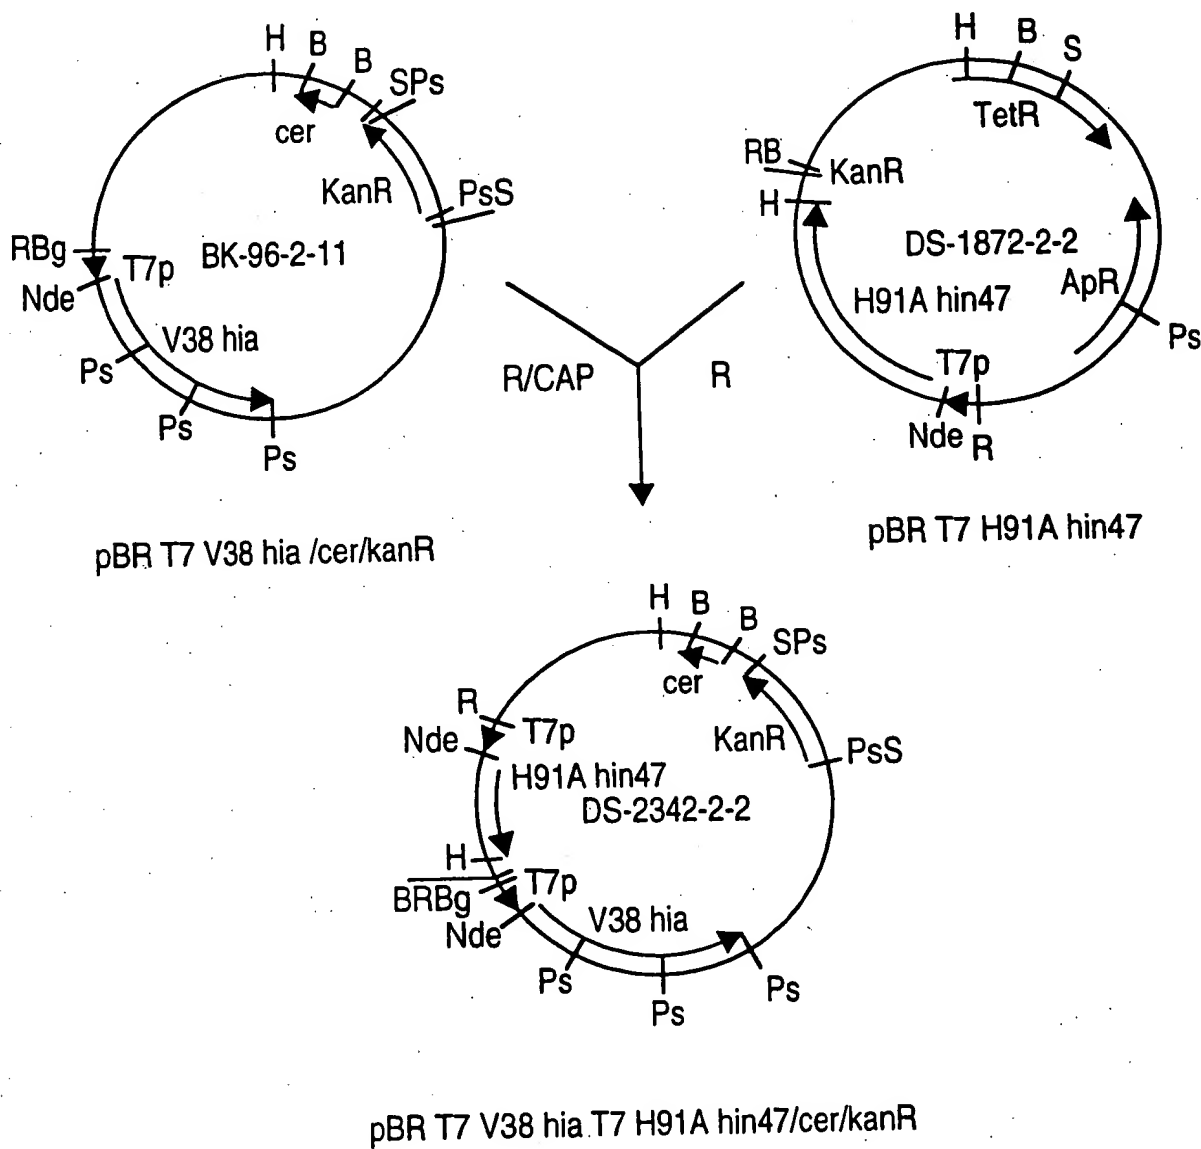 H
B
B
SPs
cer
KanR
PsS
RBg
T7p
BK-96-2-11
Nde
V38 hia
Ps
Ps
Ps
pBR T7 V38 hia /cer/kanR
H
B
S
TetR
RB
KanR
H
DS-1872-2-2
ApR
H91A hin47
Ps
T7p
Nde
R
pBR T7 H91A hin47
R/CAP
R
H
B
B
SPs
cer
R
T7p
KanR
PsS
Nde
H91A hin47
DS-2342-2-2
H
BRBg
T7p
Nde
V38 hia
Ps
Ps
Ps
pBR T7 V38 hia T7 H91A hin47/cer/kanR